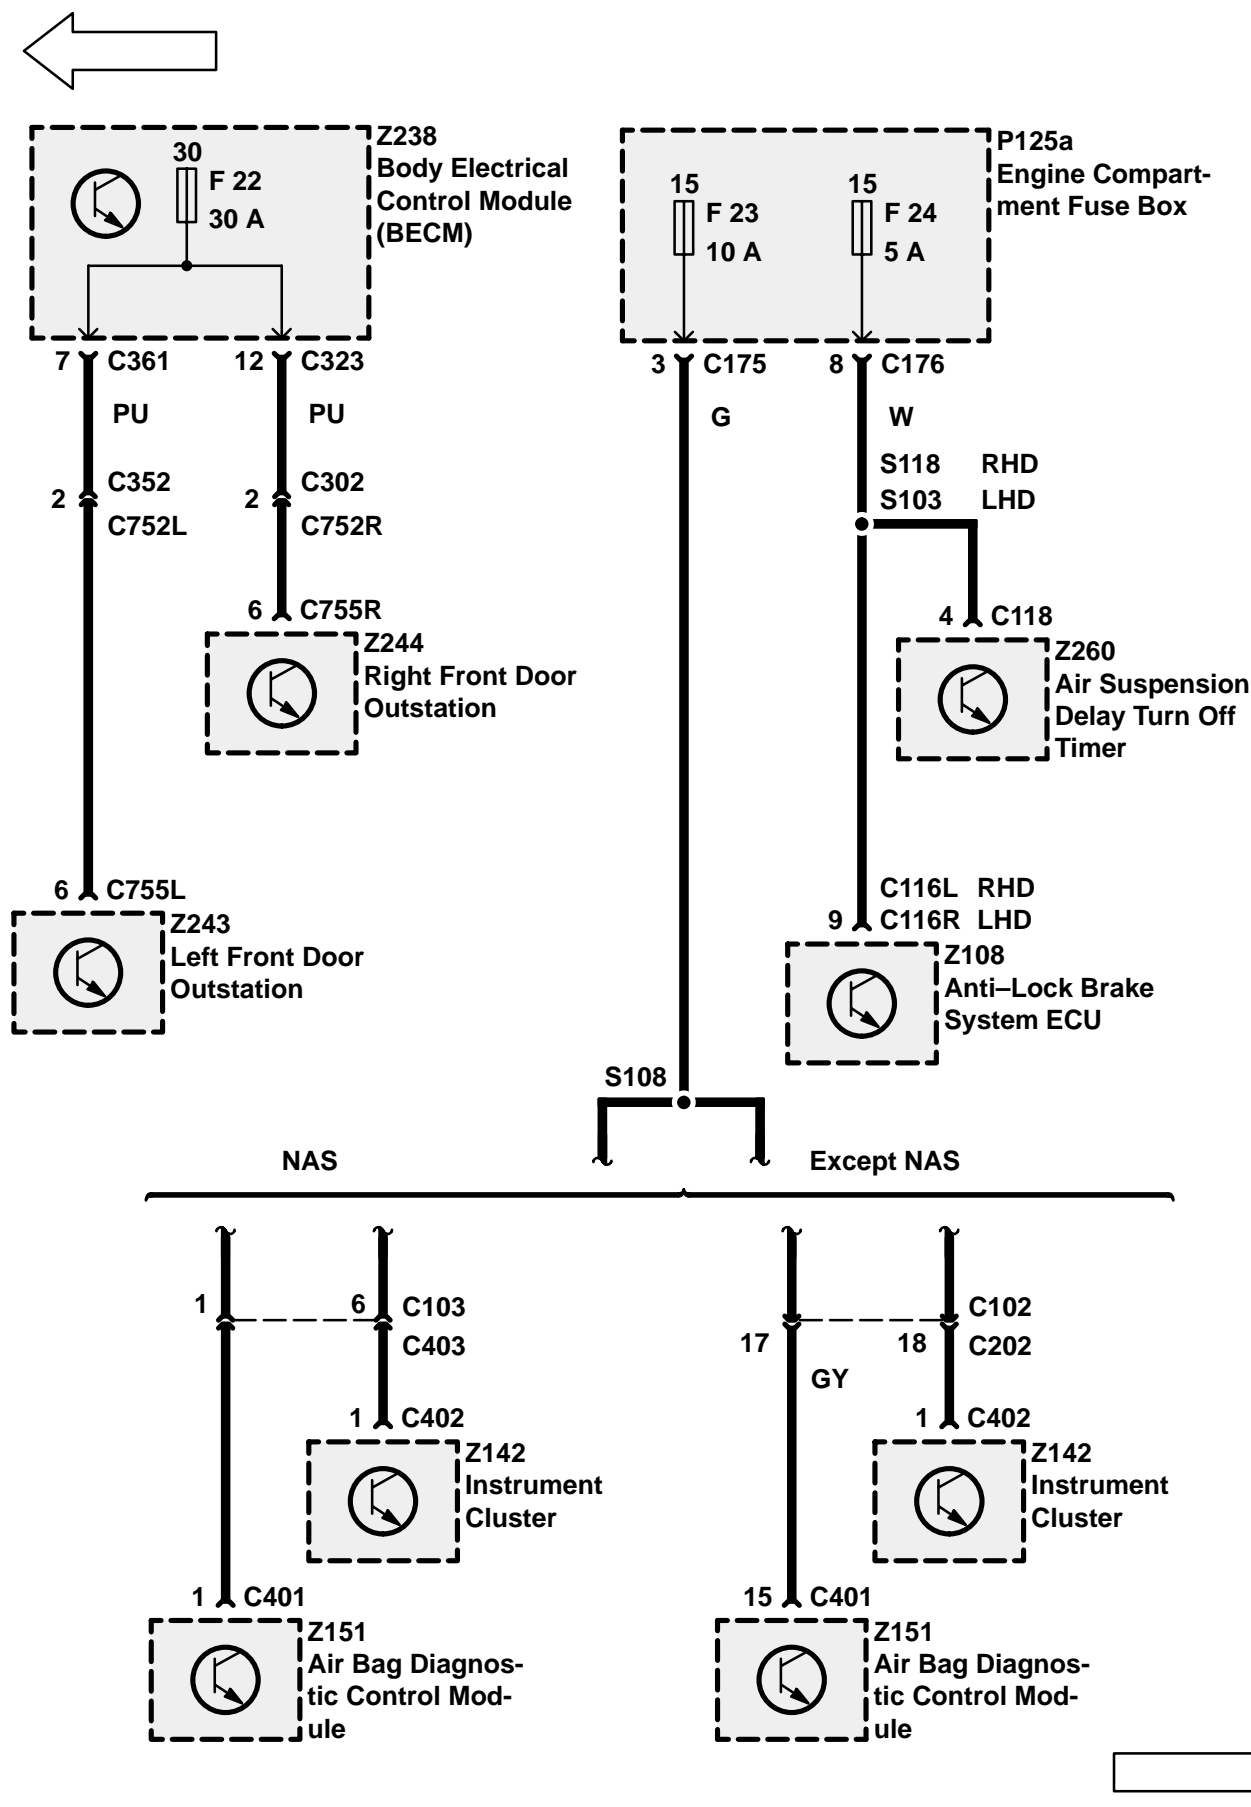 Z238
Body Electrical
Control Module
(BECM)
30
F 22
30 A
P125a
Engine Compart-
ment Fuse Box
15
F 23
10 A
15
F 24
5 A
7 C361
12 C323
3 C175
8 C176
PU
PU
G
W
S118 RHD
S103 LHD
2
C352
C752L
2
C302
C752R
6 C755R
Z244
Right Front Door
Outstation
4 C118
Z260
Air Suspension
Delay Turn Off
Timer
6 C755L
Z243
Left Front Door
Outstation
C116L RHD
9 C116R LHD
Z108
Anti–Lock Brake
System ECU
S108
NAS
Except NAS
1
6 C103
C403
C102
17
18 C202
GY
1 C402
Z142
Instrument
Cluster
1 C402
Z142
Instrument
Cluster
1 C401
Z151
Air Bag Diagnos-
tic Control Mod-
ule
15 C401
Z151
Air Bag Diagnos-
tic Control Mod-
ule